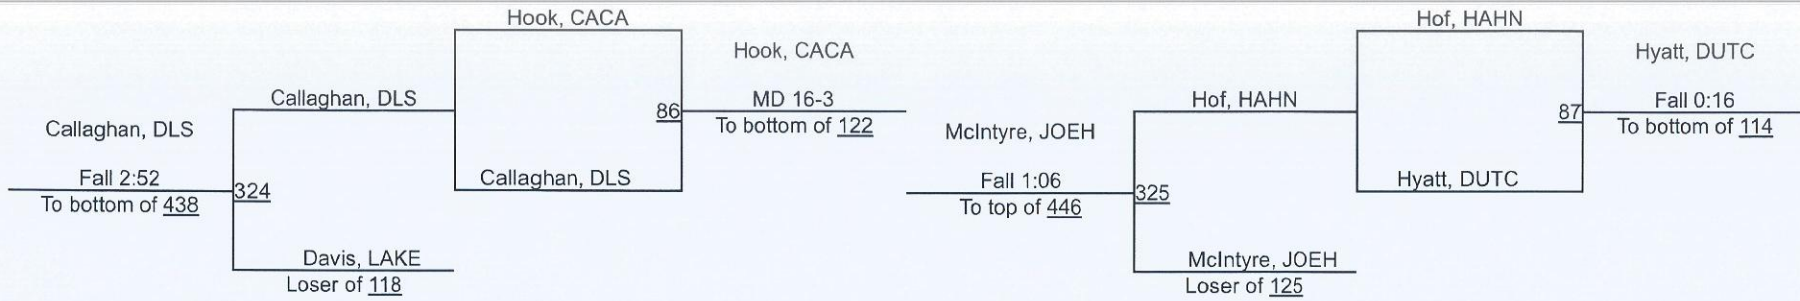 Hook, CACA
Hook, CACA
Callaghan, DLS
86
MD 16-3
To bottom of 122
Callaghan, DLS
Callaghan, DLS
Fall 2:52
324
To bottom of 438
Davis, LAKE
Loser of 118
Hof, HAHN
Hyatt, DUTC
Hof, HAHN
87
Fall 0:16
To bottom of 114
McIntyre, JOEH
Hyatt, DUTC
Fall 1:06
325
To top of 446
McIntyre, JOEH
Loser of 125